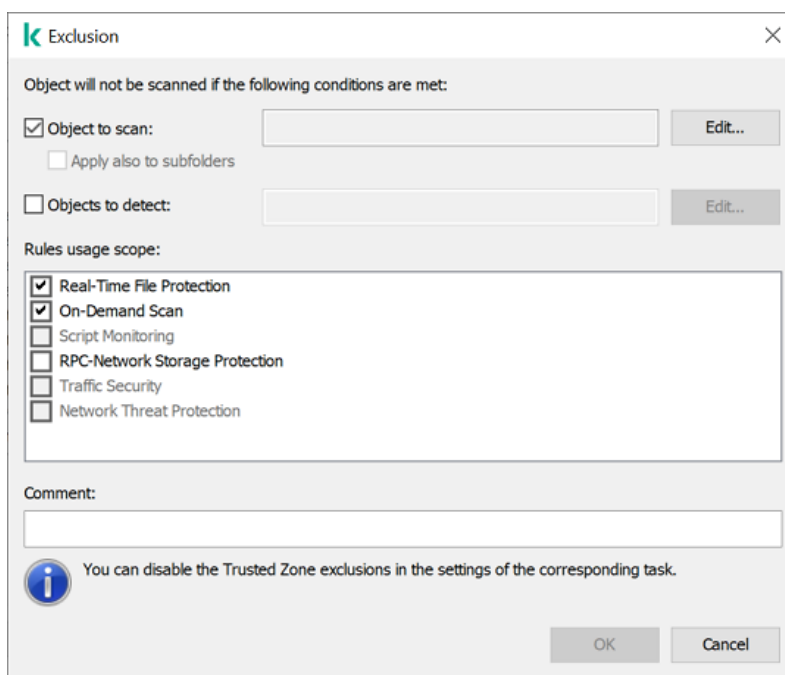 Exclusion
Object will not be scanned if the following conditions are met:
Object to scan:
Edit...
Apply also to subfolders
Objects to detect:
Edit...
Rules usage scope:
Real-Time File Protection
On-Demand Scan
Script Monitoring
RPC-Network Storage Protection
Traffic Security
Network Threat Protection
Comment:
You can disable the Trusted Zone exclusions in the settings of the corresponding task.
OK
Cancel